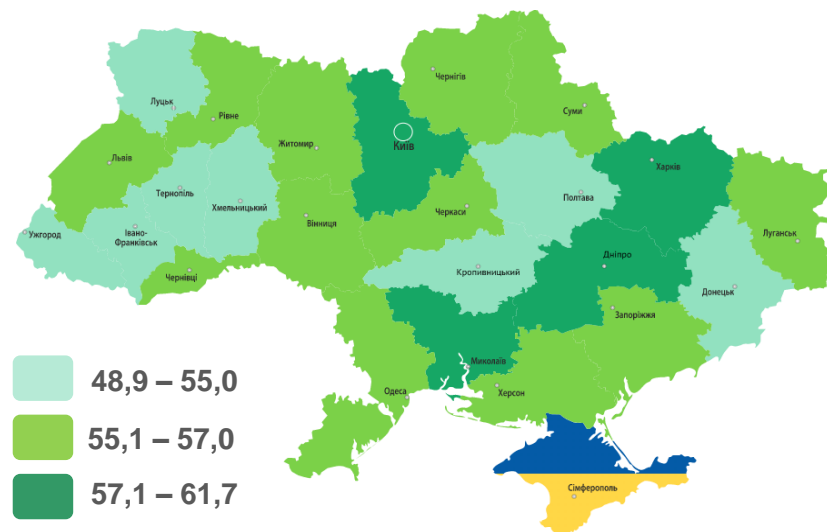 Чернігів
Луцьк
Суми
Рівне
Житомир
Київ
Львів
Харків
Тернопіль
Хмельницький
Полтава
Черкаси
Вінниця
Ужгород
Івано-
Франківськ
Луганськ
Чернівці
Дніпро
Кропивницький
Донецьк
Запоріжжя
Миколаїв
Одеса
Херсон
Сімферополь
48,9 – 55,0
55,1 – 57,0
57,1 – 61,7